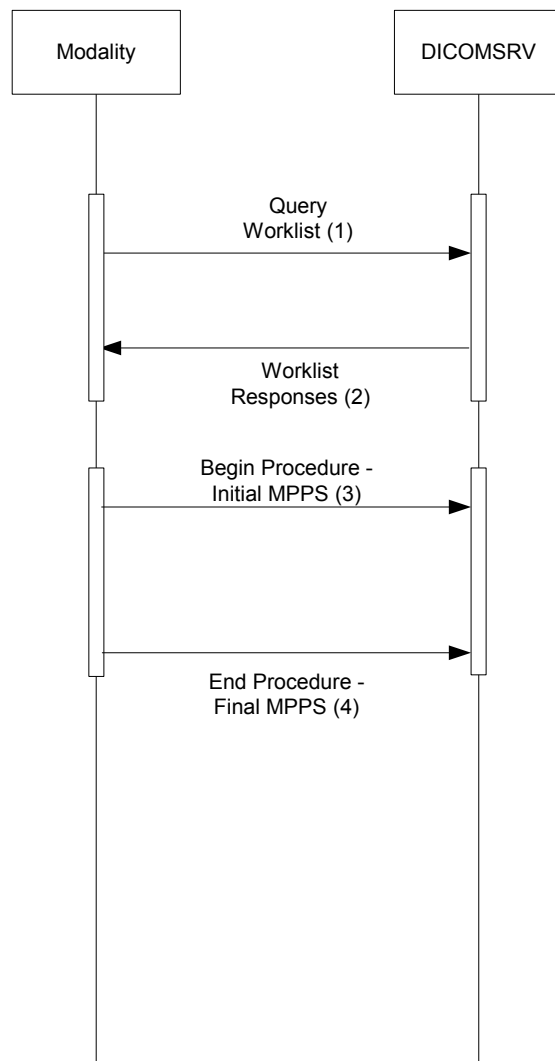 Modality
DICOMSRV
Query
Worklist (1)
Worklist
Responses (2)
Begin Procedure -
Initial MPPS (3)
End Procedure -
Final MPPS (4)